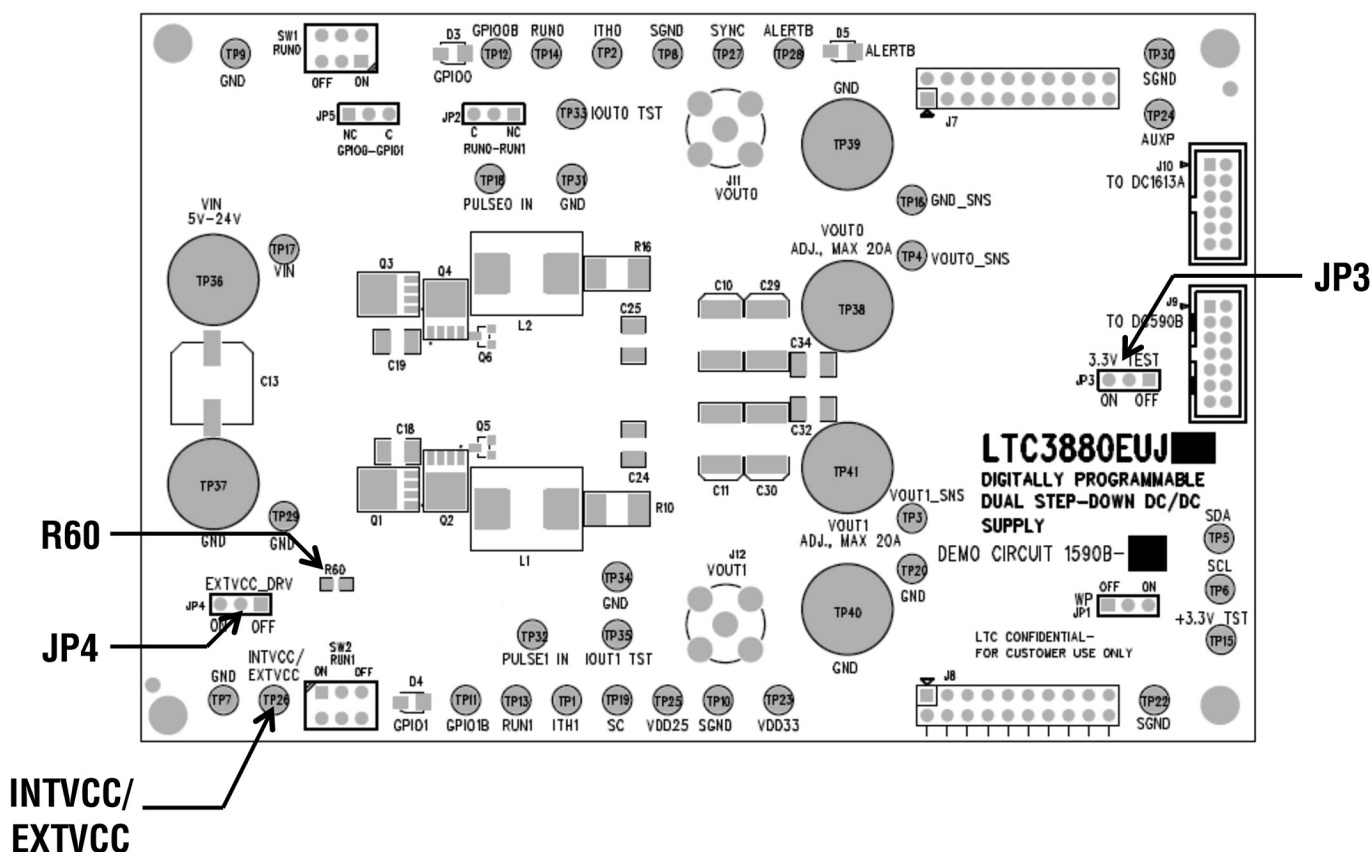 TP9
GND
SW1
RUN0
OFF ON
D3
GPIO0
GPIO0B
TP12
RUN0
TP14
ITH0
TP2
SGND
TP8
SYNC
TP27
ALERTB
TP28
D5
ALERTB
TP30
SGND
J7
TP24
AUXP
JP5
NC C
GPIO0-GPIO1
JP2
C NC
RUN0-RUN1
TP33
IOUT0 TST
TP18
PULSE0 IN
TP31
GND
J11
VOUT0
GND
TP39
TP16
GND_SNS
J10
TO DC1613A
VIN
5V-24V
TP36
TP17
VIN
Q3
Q4
L2
R16
C19
Q6
C25
C10
C29
VOUT0
ADJ., MAX 20A
TP38
TP4
VOUT0_SNS
JP3
J9
TO DC590B
3.3V TEST
JP3
ON OFF
C13
C34
C32
TP37
GND
TP29
GND
C18
Q5
Q1
Q2
L1
C24
R10
C11
C30
TP41
VOUT1
ADJ., MAX 20A
VOUT1_SNS
TP3
LTC3880EUJ
DIGITALLY PROGRAMMABLE
DUAL STEP-DOWN DC/DC
SUPPLY
DEMO CIRCUIT 1590B-
SDA
TP5
SCL
TP6
+3.3V TST
TP15
R60
R60
EXTVCC_DRV
JP4
ON OFF
JP4
TP34
GND
TP32
PULSE1 IN
TP35
IOUT1 TST
J12
VOUT1
TP20
GND
TP40
GND
OFF ON
WP
JP1
LTC CONFIDENTIAL-
FOR CUSTOMER USE ONLY
GND
TP7
INTVCC/
EXTVCC
TP26
SW2
RUN1
ON OFF
D4
GPIO1
TP11
GPIO1B
TP13
RUN1
TP1
ITH1
TP19
SC
TP25
VDD25
TP10
SGND
TP23
VDD33
J8
TP22
SGND
INTVCC/
EXTVCC